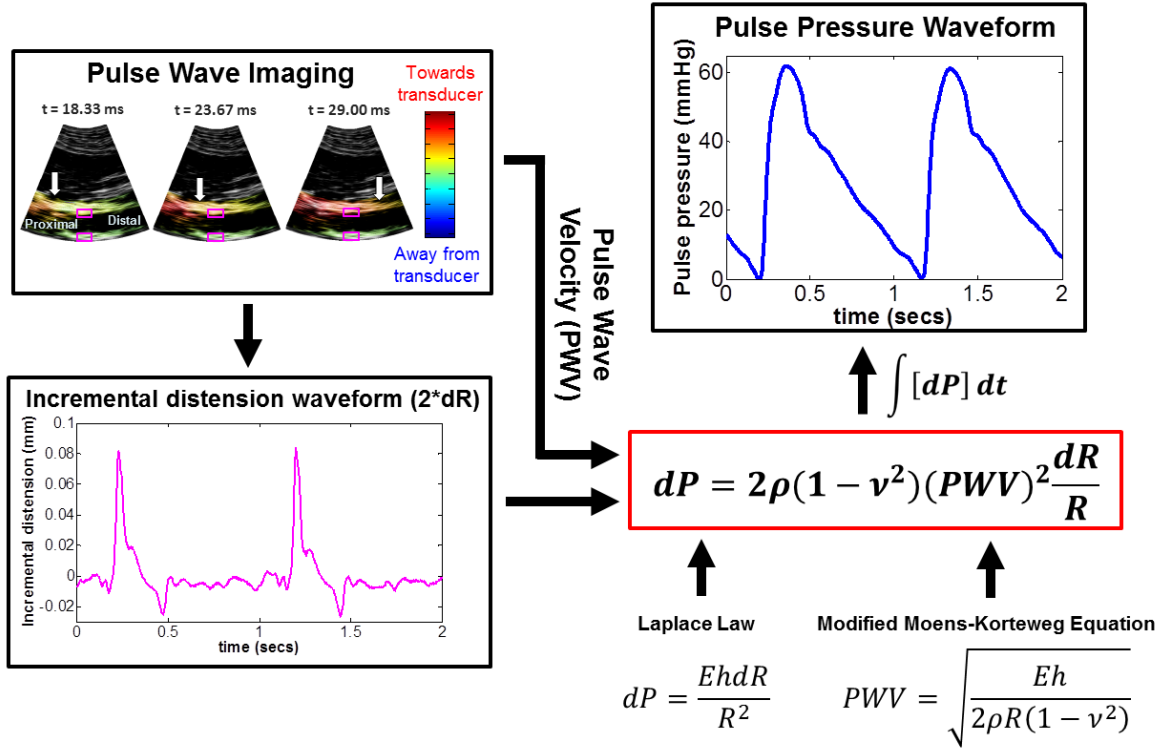 Pulse Wave Imaging
t = 18.33 ms
t = 23.67 ms
t = 29.00 ms
Proximal
Distal
Towards
transducer
Away from
transducer
Incremental distension waveform (2*dR)
Incremental distension (mm)
0.1
0.08
0.06
0.04
0.02
0
-0.02
0
0.5
1
1.5
2
time (secs)
Pulse Wave
Velocity (PWV)
Pulse Pressure Waveform
Pulse pressure (mmHg)
60
40
20
0
0
0.5
1
1.5
2
time (secs)
∫ [dP] dt
dP = 2ρ(1 − ν²)(PWV)² dR/R
Laplace Law
dP = EhdR/R²
Modified Moens-Korteweg Equation
PWV = √(Eh/2ρR(1 − ν²))